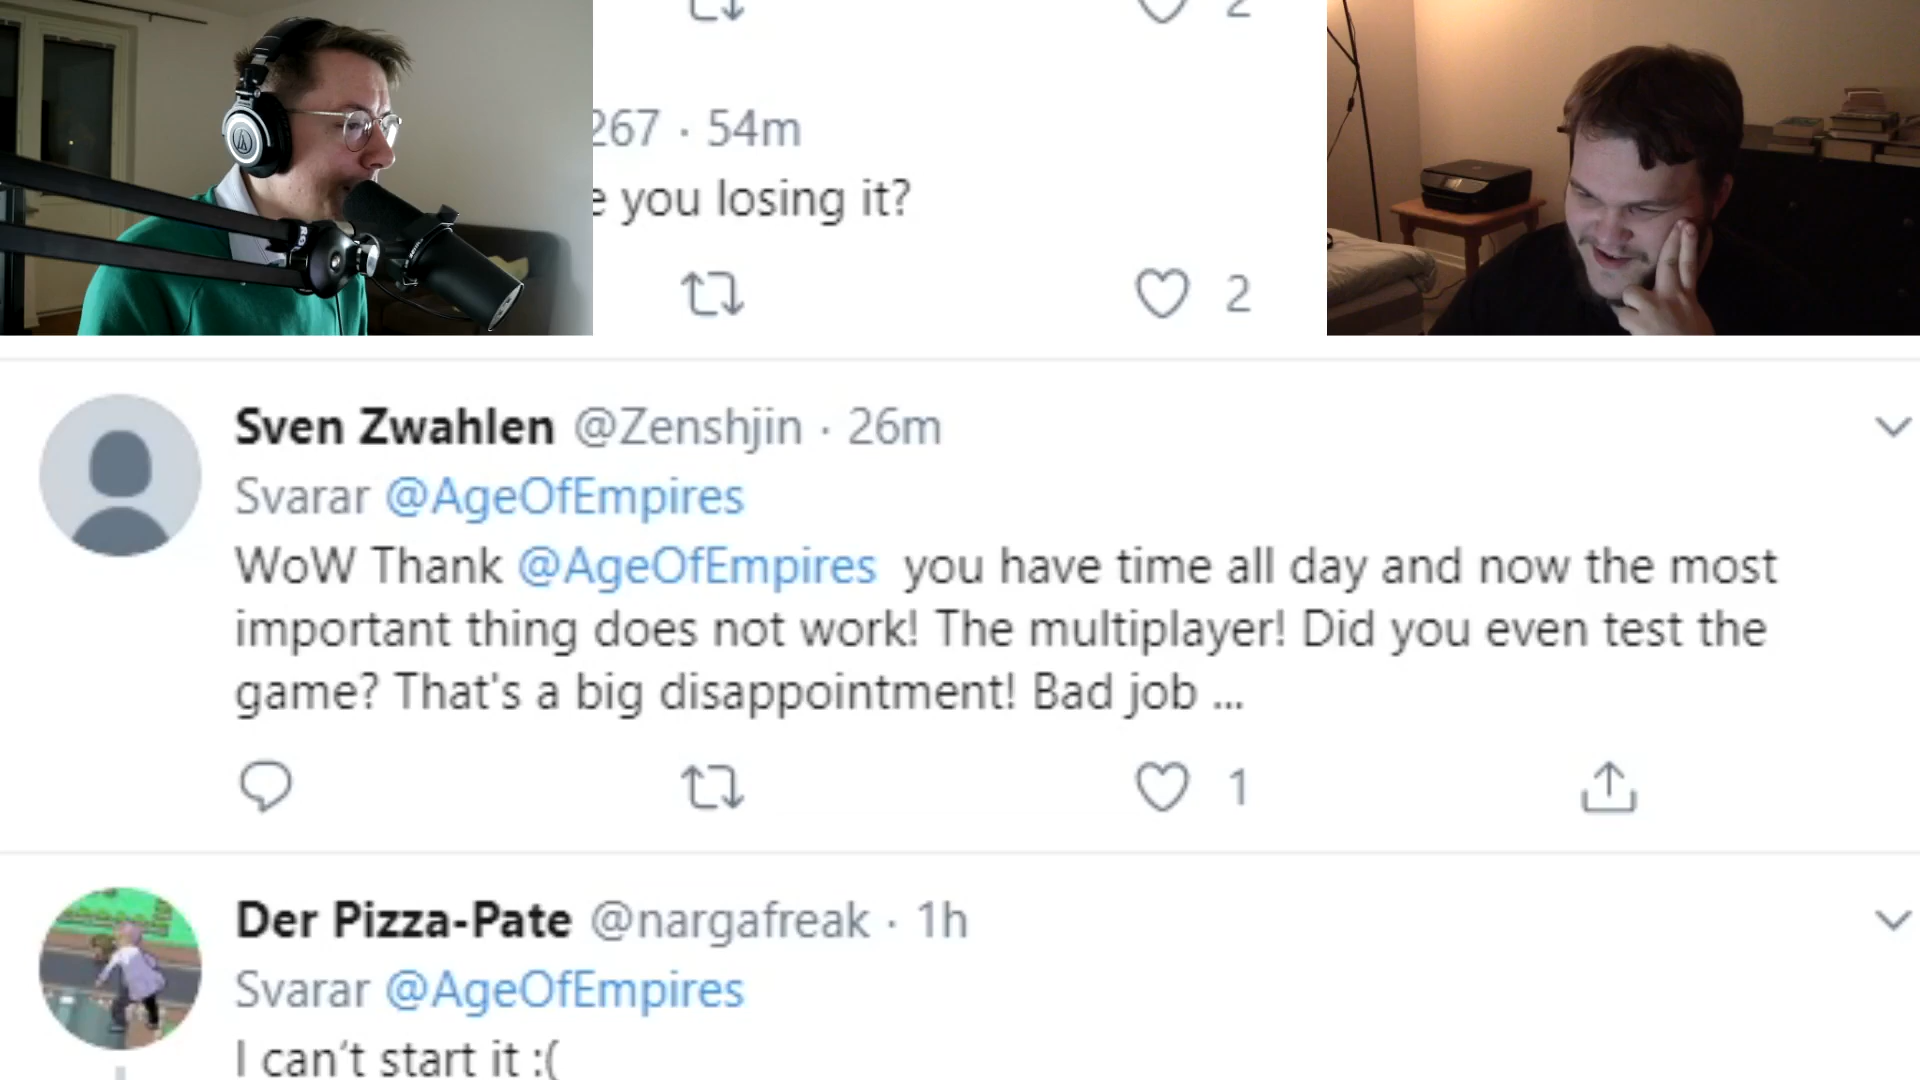 2
267 · 54m
e you losing it?
2
Sven Zwahlen @Zenshjin · 26m
Svarar @AgeOfEmpires
WoW Thank @AgeOfEmpires you have time all day and now the most
important thing does not work! The multiplayer! Did you even test the
game? That's a big disappointment! Bad job ...
1
Der Pizza-Pate @nargafreak · 1h
Svarar @AgeOfEmpires
I can't start it :(